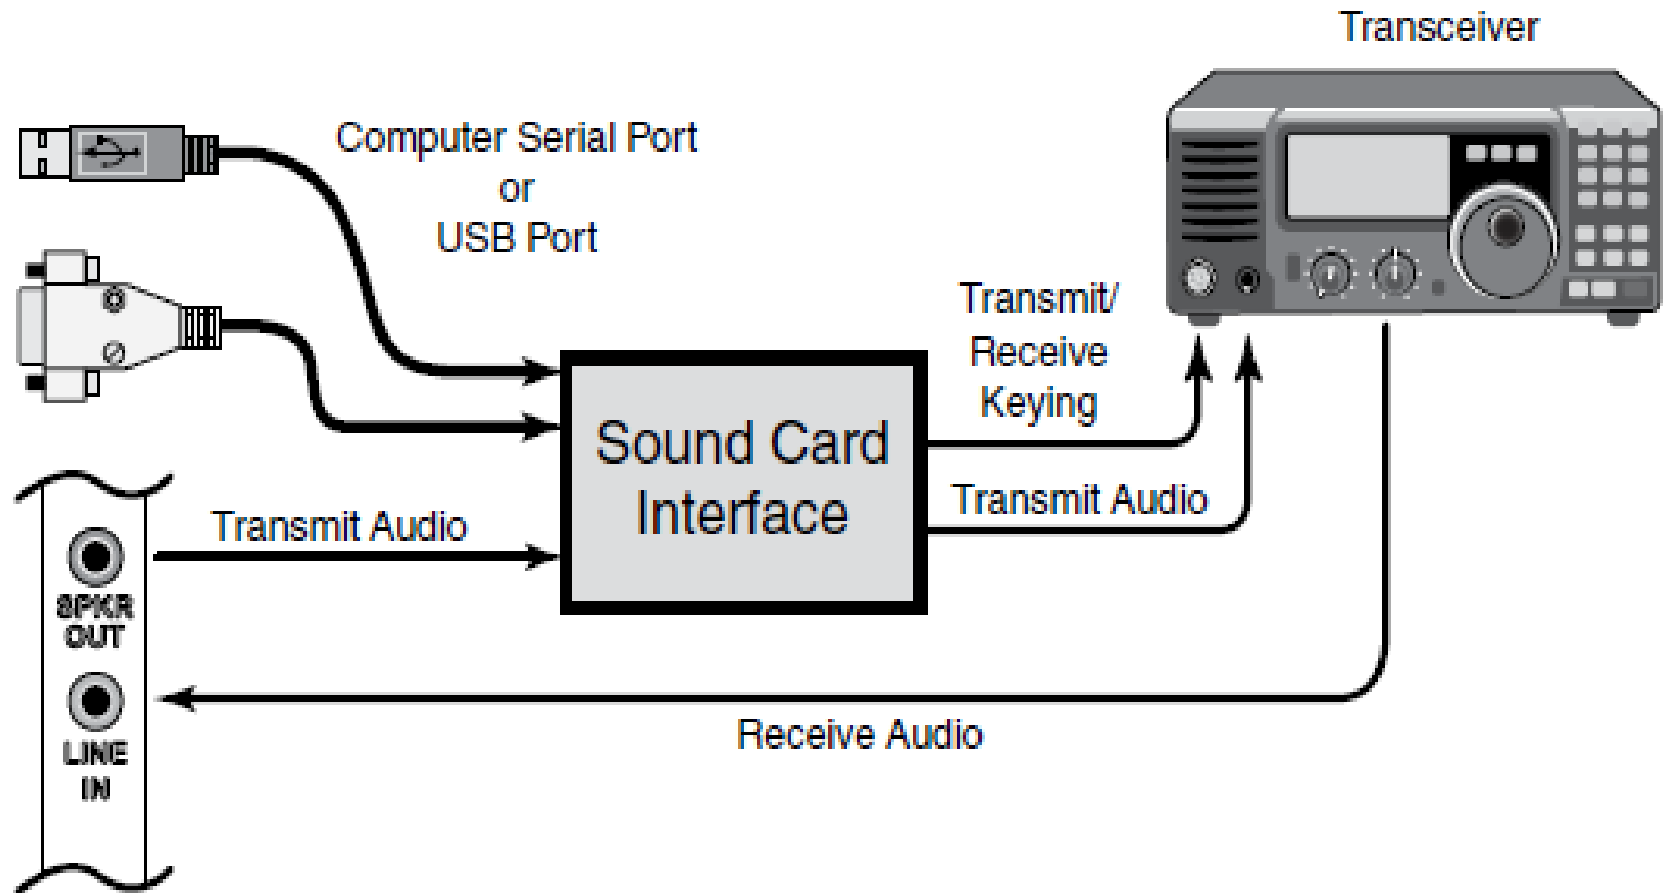 Transceiver
Computer Serial Port
or
USB Port
Transmit/
Receive
Keying
Sound Card
Interface
Transmit Audio
Transmit Audio
SPKR
OUT
LINE
IN
Receive Audio